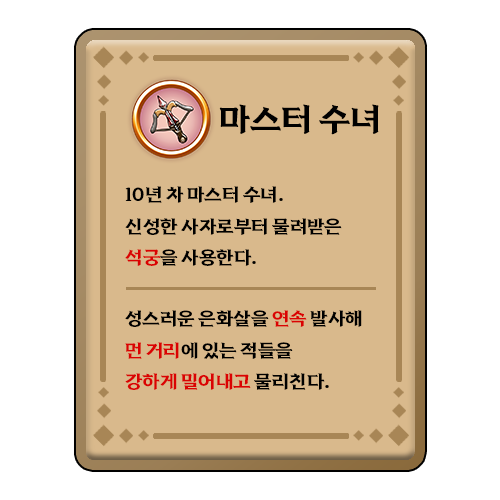 마스터 수녀
10년 차 마스터 수녀.
신성한 사자로부터 물려받은
석궁을 사용한다.
성스러운 은화살을 연속 발사해
먼 거리에 있는 적들을
강하게 밀어내고 물리친다.